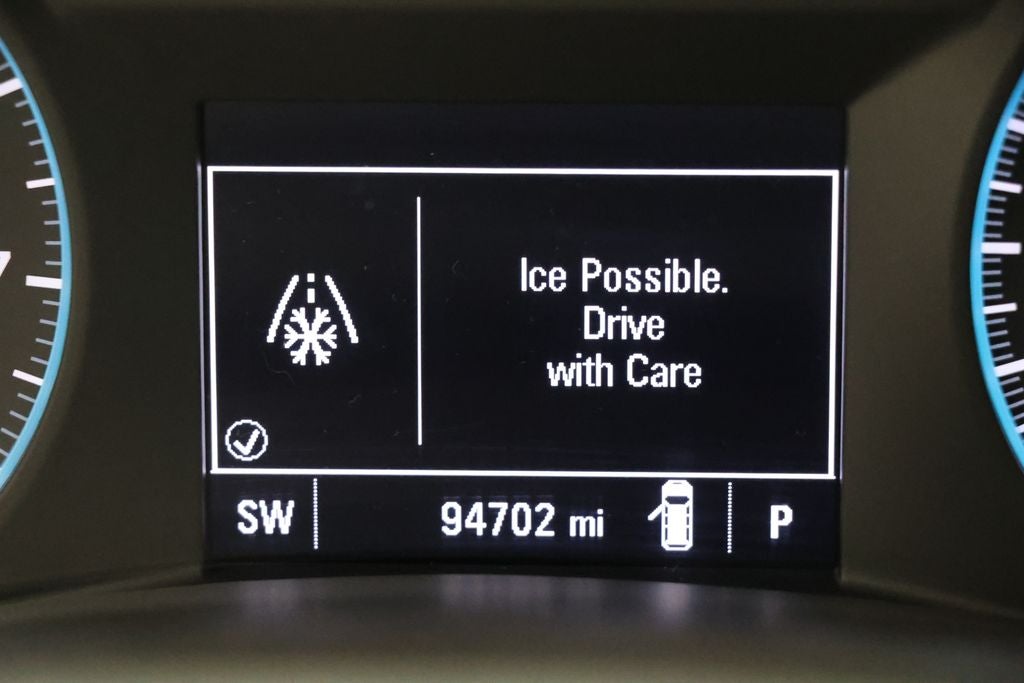 Ice Possible.
Drive
with Care
SW
94702 mi
P